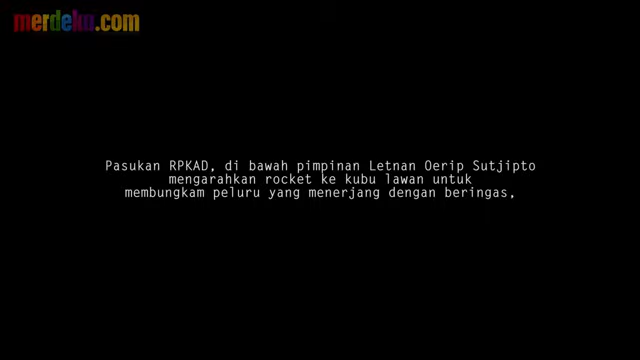 merdeka.com
Pasukan RPKAD, di bawah pimpinan Letnan Oerip Sutjipto
mengarahkan rocket ke kubu lawan untuk
membungkam peluru yang menerjang dengan beringas,